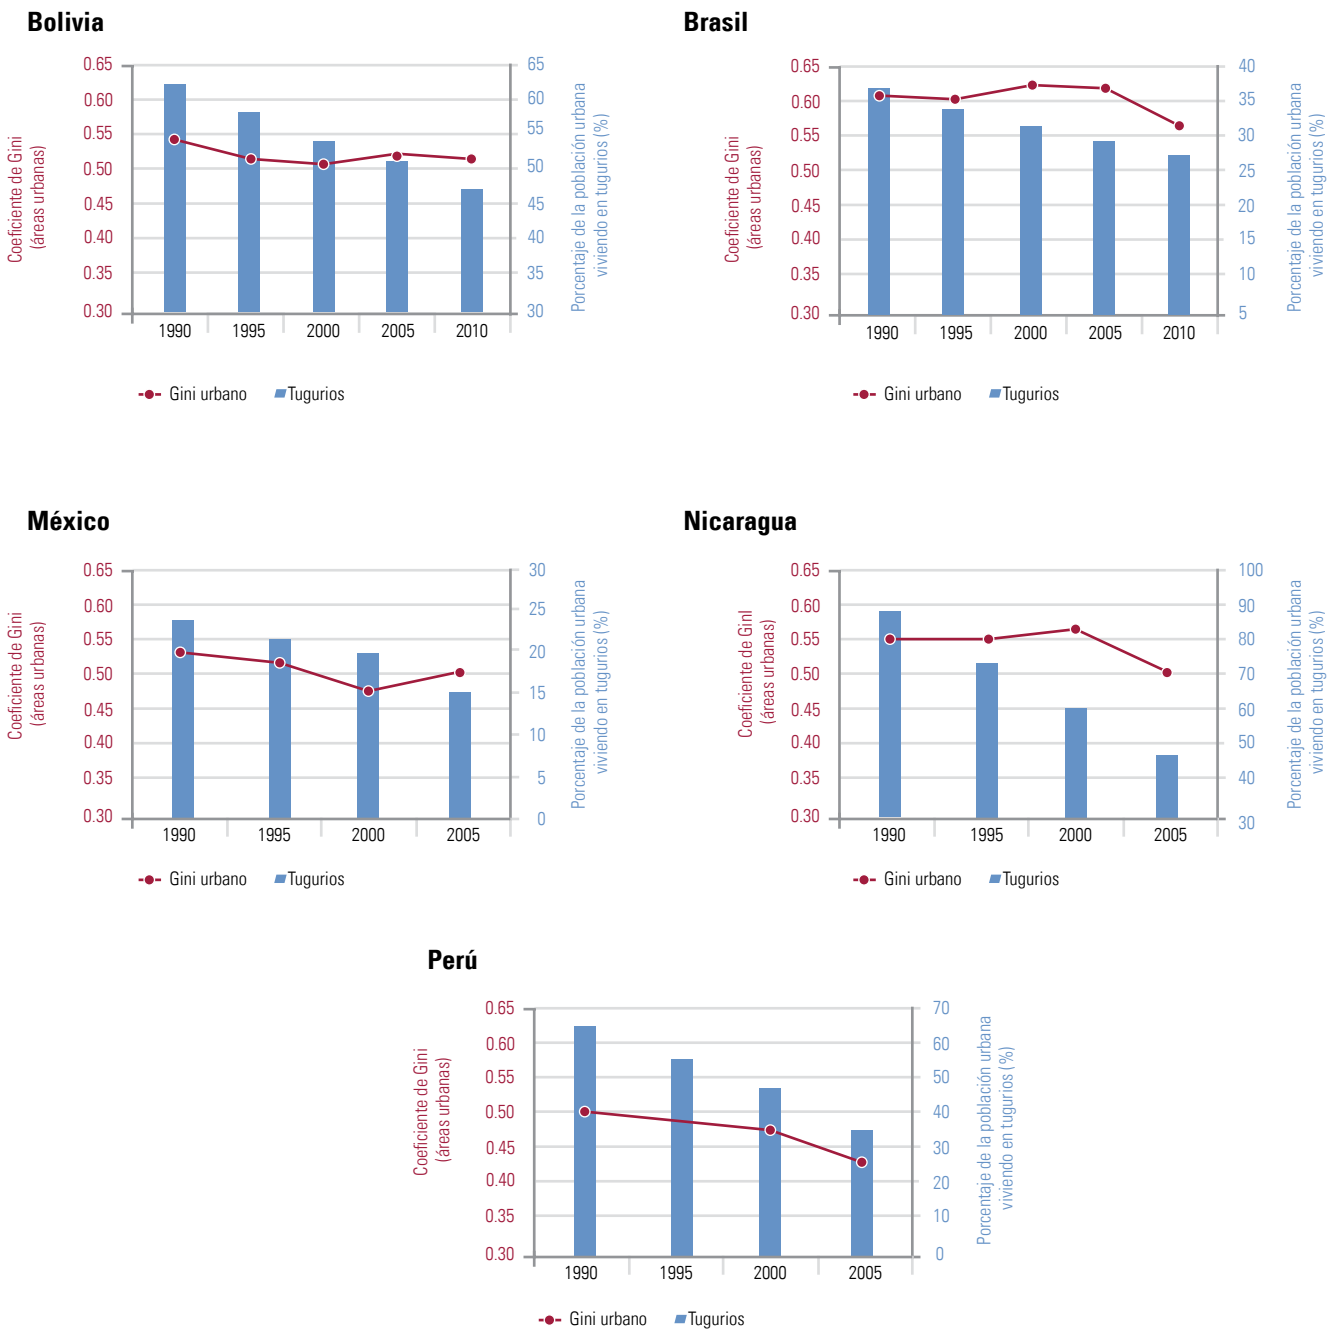 Bolivia
Coeficiente de Gini
(áreas urbanas)
0.65
0.60
0.55
0.50
0.45
0.40
0.35
0.30
65
60
55
50
45
40
35
30
Porcentaje de la población urbana
viviendo en tugurios (%)
1990 1995 2000 2005 2010
Gini urbano Tugurios
Brasil
Coeficiente de Gini
(áreas urbanas)
0.65
0.60
0.55
0.50
0.45
0.40
0.35
0.30
40
35
30
25
20
15
10
5
Porcentaje de la población urbana
viviendo en tugurios (%)
1990 1995 2000 2005 2010
Gini urbano Tugurios
México
Coeficiente de Gini
(áreas urbanas)
0.65
0.60
0.55
0.50
0.45
0.40
0.35
0.30
30
25
20
15
10
5
0
Porcentaje de la población urbana
viviendo en tugurios (%)
1990 1995 2000 2005
Gini urbano Tugurios
Nicaragua
Coeficiente de GinI
(áreas urbanas)
0.65
0.60
0.55
0.50
0.45
0.40
0.35
0.30
100
90
80
70
60
50
40
30
Porcentaje de la población urbana
viviendo en tugurios (%)
1990 1995 2000 2005
Gini urbano Tugurios
Perú
Coeficiente de Gini
(áreas urbanas)
0.65
0.60
0.55
0.50
0.45
0.40
0.35
0.30
70
60
50
40
30
20
10
0
Porcentaje de la población urbana
viviendo en tugurios (%)
1990 1995 2000 2005
Gini urbano Tugurios